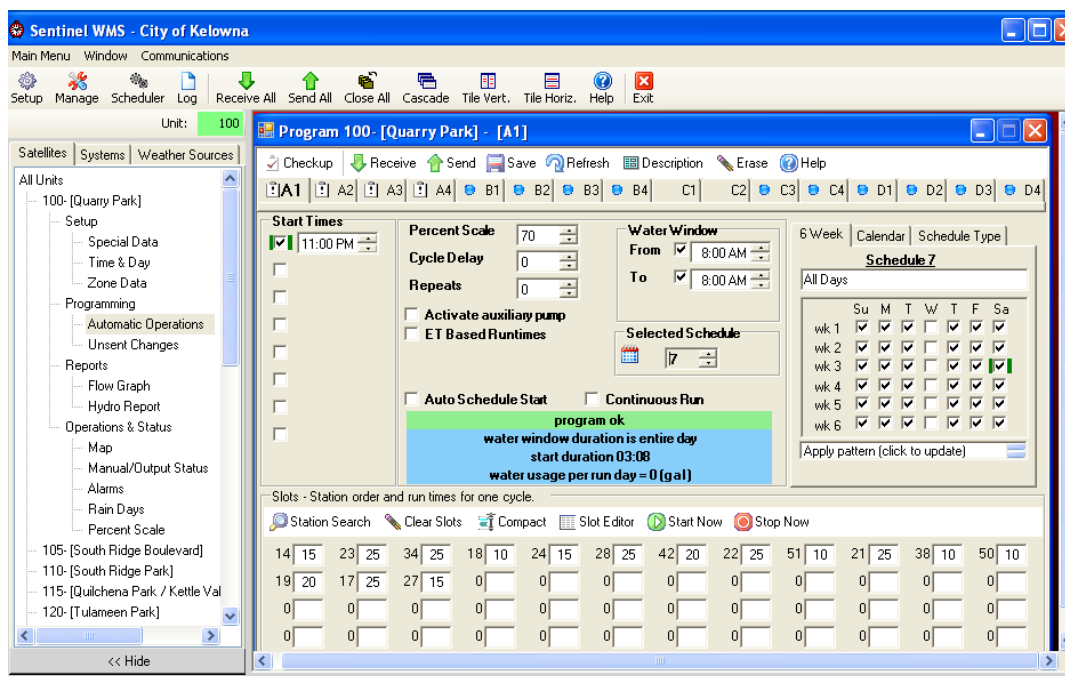 Sentinel WMS - City of Kelowna
Main Menu Window Communications
Setup Manage Scheduler Log Receive All Send All Close All Cascade Tile Vert. Tile Horiz. Help Exit
Unit: 100
Satellites Systems Weather Sources
All Units
100- [Quarry Park]
Setup
Special Data
Time & Day
Zone Data
Programming
Automatic Operations
Unsent Changes
Reports
Flow Graph
Hydro Report
Operations & Status
Map
Manual/Output Status
Alarms
Rain Days
Percent Scale
105- [South Ridge Boulevard]
110- [South Ridge Park]
115- [Quilchena Park / Kettle Val
120- [Tulameen Park]
<< Hide
Program 100- [Quarry Park] - [A1]
Checkup Receive Send Save Refresh Description Erase Help
A1 A2 A3 A4 B1 B2 B3 B4 C1 C2 C3 C4 D1 D2 D3 D4
Start Times
11:00 PM
Percent Scale 70
Cycle Delay 0
Repeats 0
Activate auxiliary pump
ET Based Runtimes
Water Window
From 8:00 AM
To 8:00 AM
Selected Schedule
7
Auto Schedule Start Continuous Run
program ok
water window duration is entire day
start duration 03:08
water usage per run day = 0 (gal)
6 Week Calendar Schedule Type
Schedule 7
All Days
Su M T W T F Sa
wk 1
wk 2
wk 3
wk 4
wk 5
wk 6
Apply pattern (click to update)
Slots - Station order and run times for one cycle.
Station Search Clear Slots Compact Slot Editor Start Now Stop Now
14 15 23 25 34 25 18 10 24 15 28 25 42 20 22 25 51 10 21 25 38 10 50 10
19 20 17 25 27 15 0 0 0 0 0 0 0 0 0
0 0 0 0 0 0 0 0 0 0 0 0
0 0 0 0 0 0 0 0 0 0 0 0